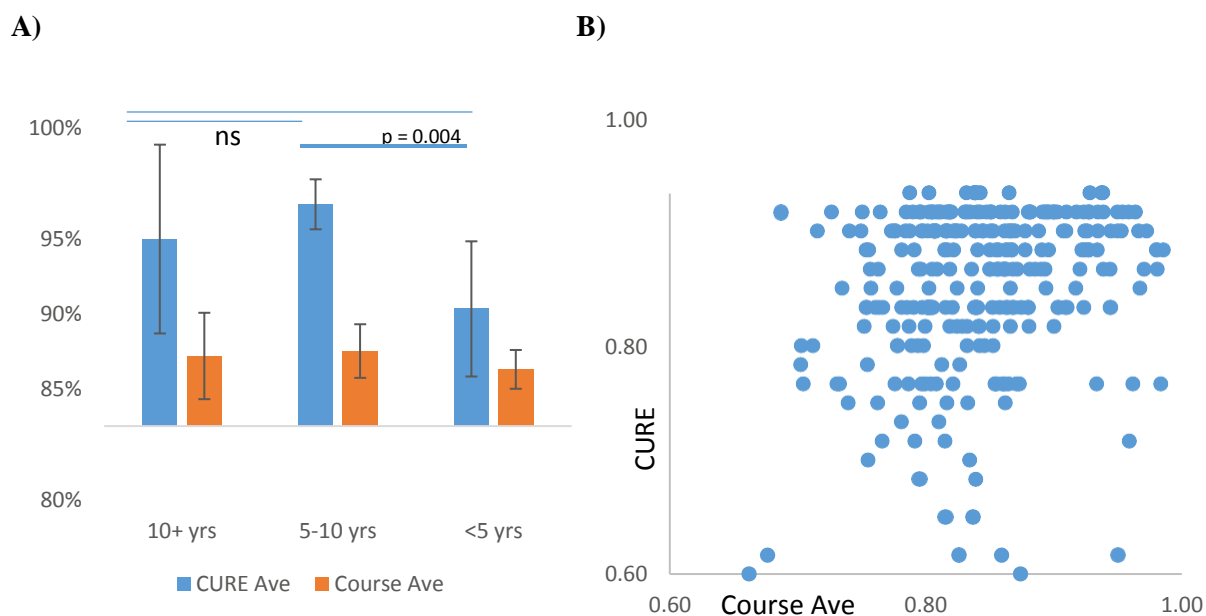 A)
B)
100%
95%
90%
85%
80%
ns
p = 0.004
10+ yrs
5-10 yrs
<5 yrs
CURE Ave
Course Ave
1.00
0.80
0.60
CURE
0.60
Course Ave
0.80
1.00